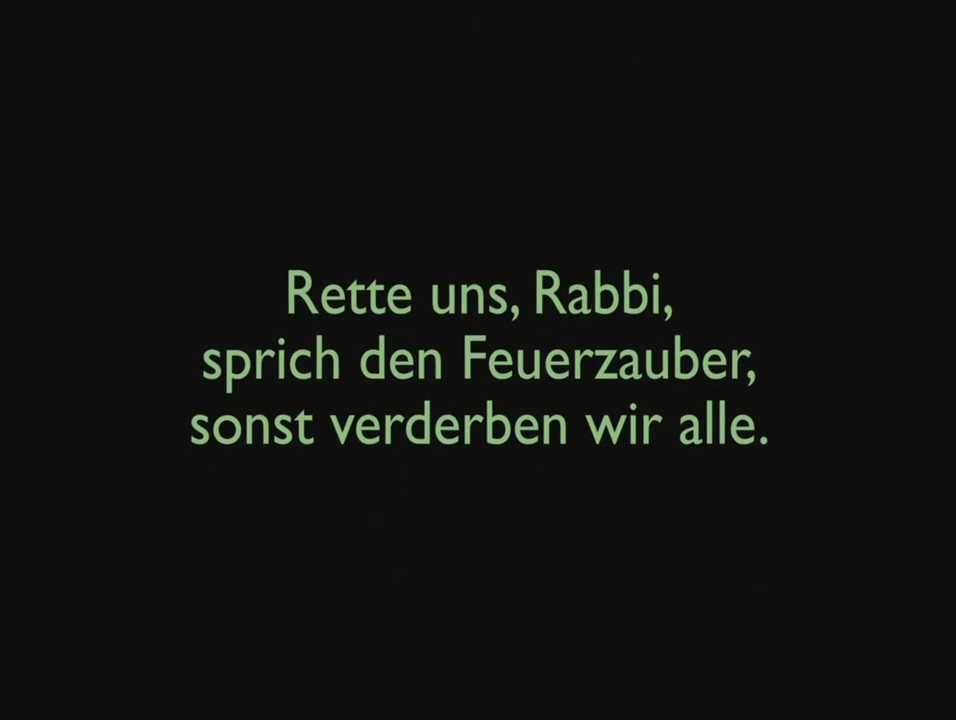 Rette uns, Rabbi,
sprich den Feuerzauber,
sonst verderben wir alle.